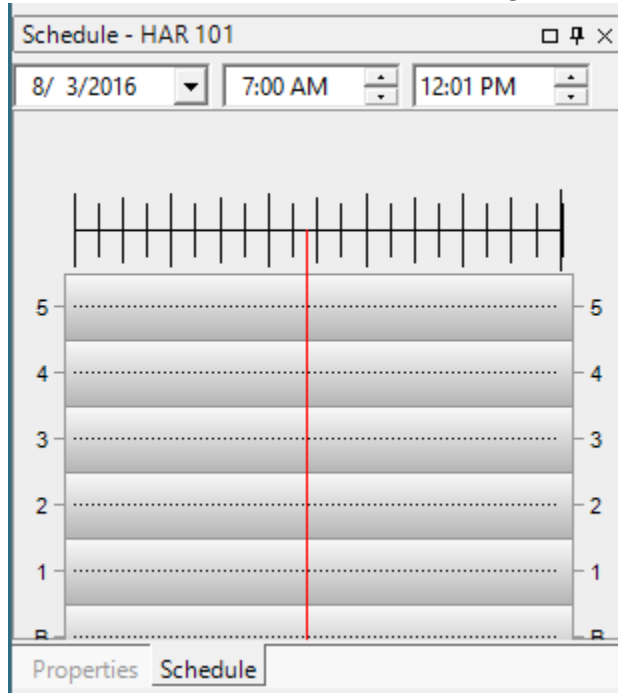 Schedule - HAR 101
8/ 3/2016 7:00 AM 12:01 PM
5 5
4 4
3 3
2 2
1 1
B B
Properties Schedule